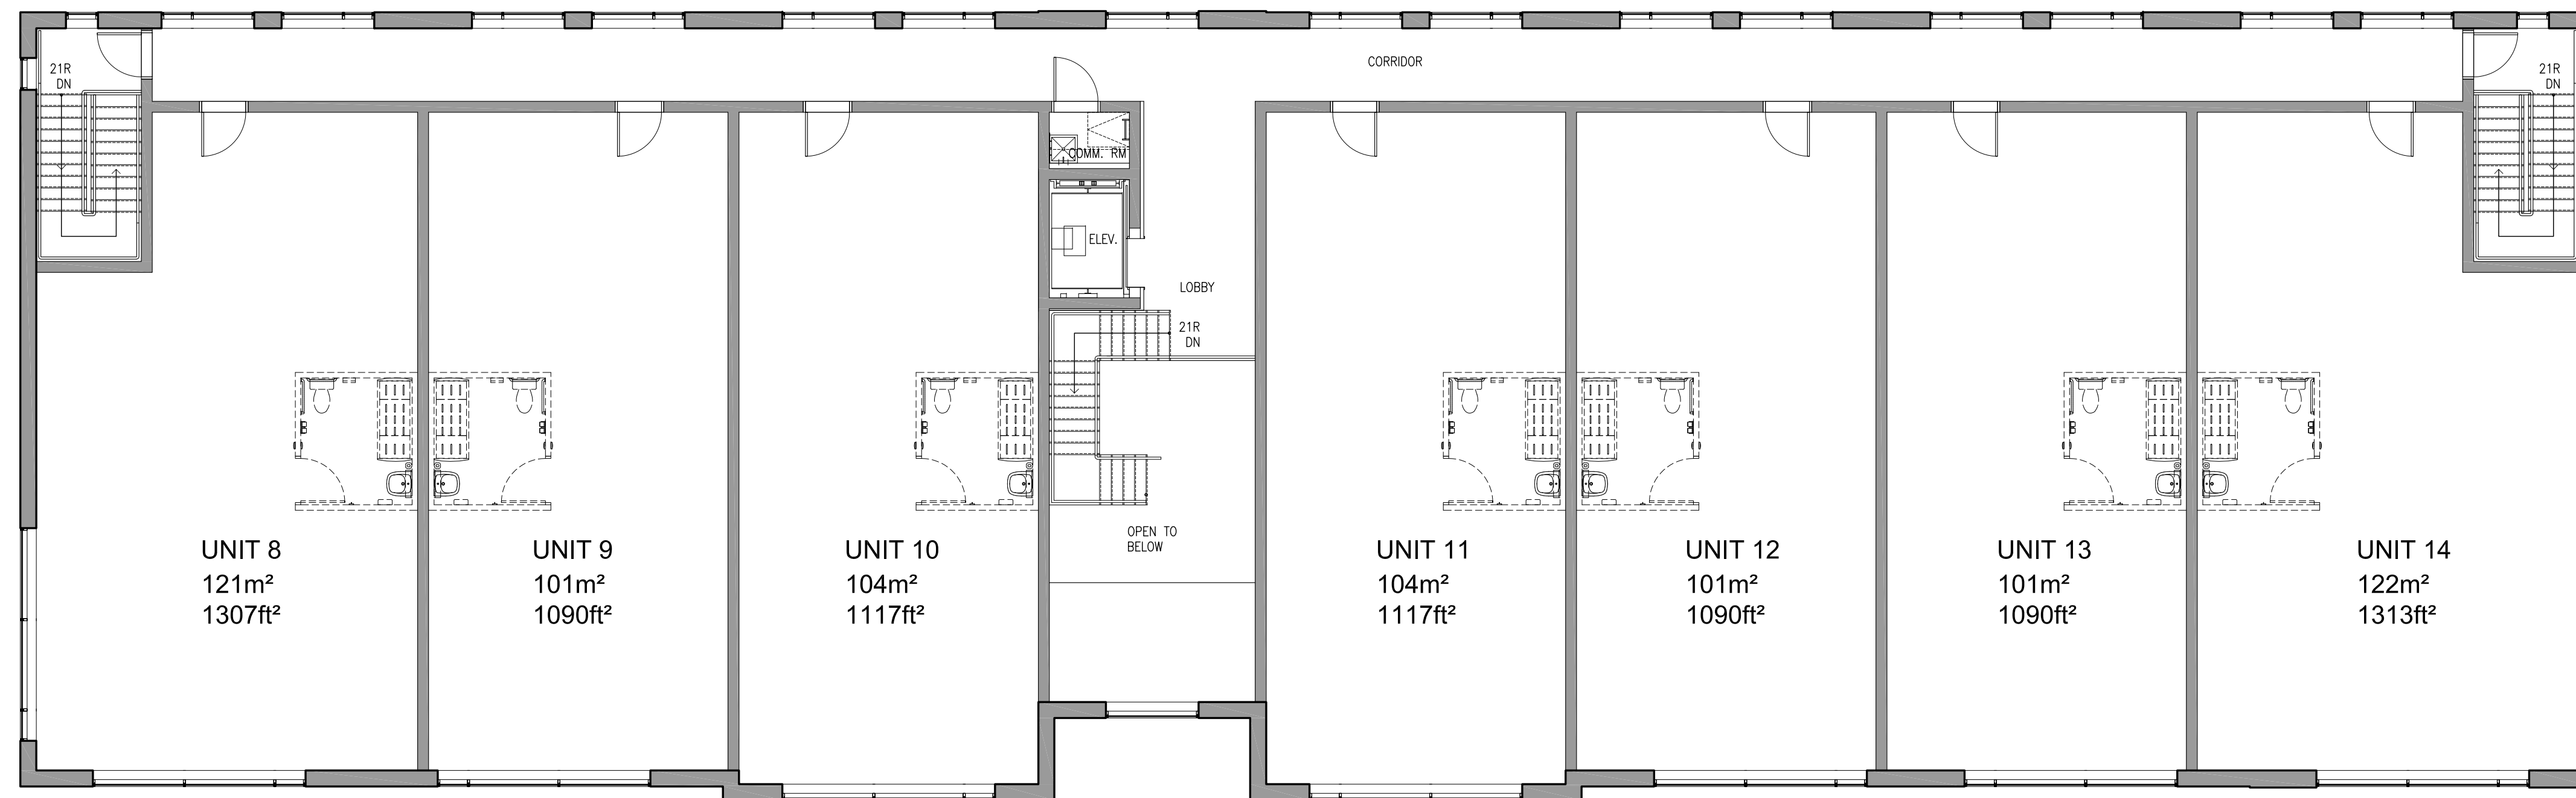 CORRIDOR
21R
DN
21R
DN
COMM. RM
ELEV.
LOBBY
21R
DN
OPEN TO
BELOW
UNIT 8
121m²
1307ft²
UNIT 9
101m²
1090ft²
UNIT 10
104m²
1117ft²
UNIT 11
104m²
1117ft²
UNIT 12
101m²
1090ft²
UNIT 13
101m²
1090ft²
UNIT 14
122m²
1313ft²